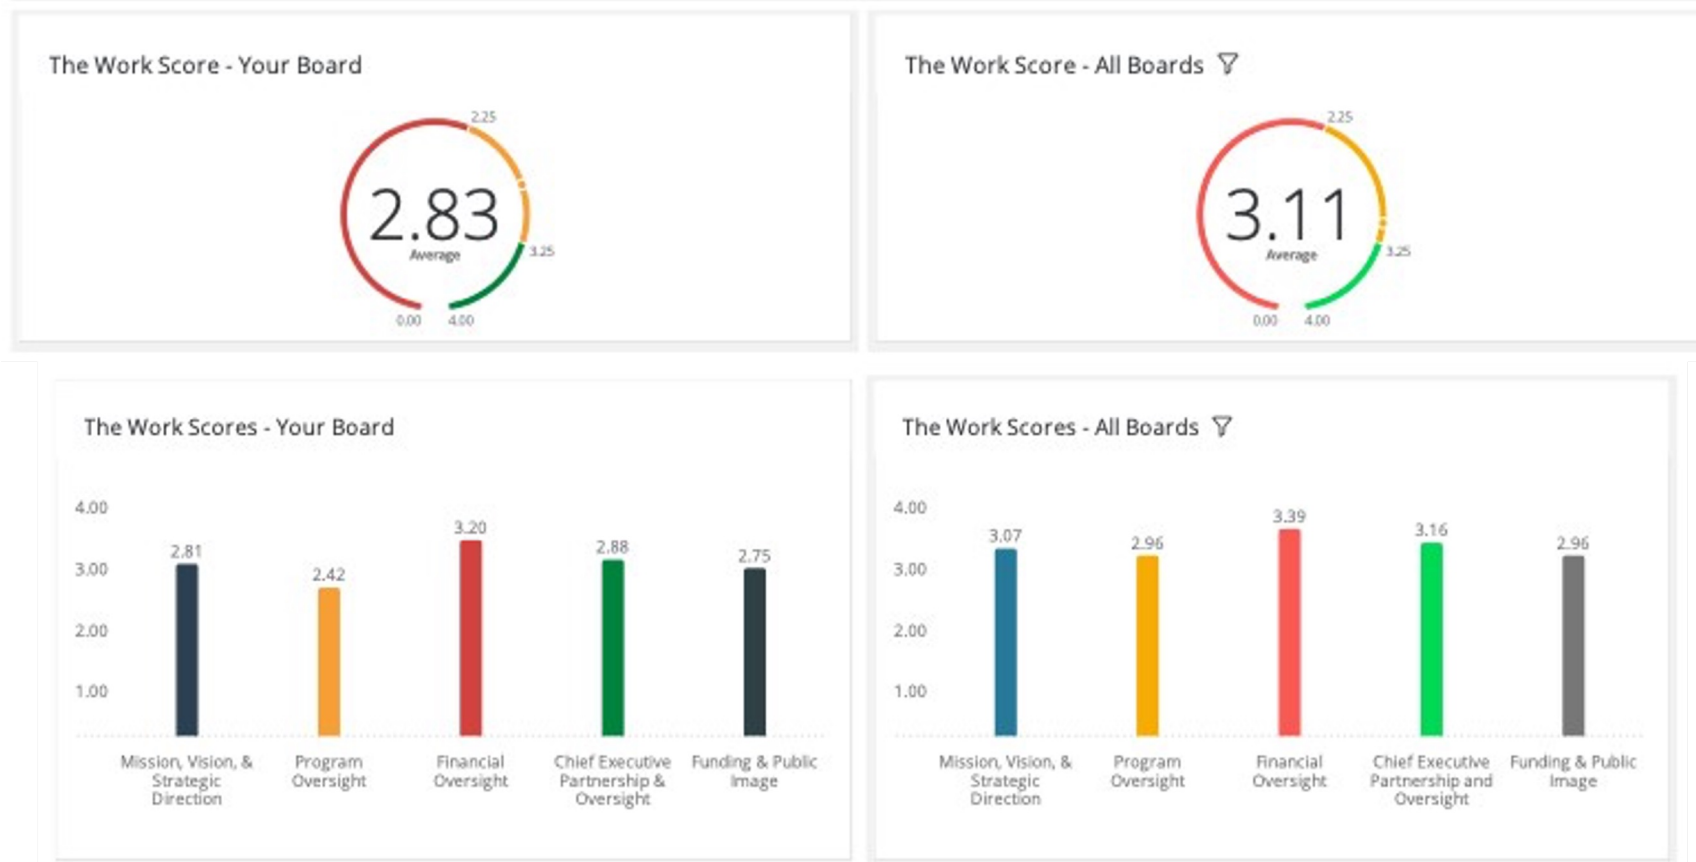 The Work Score - Your Board
2.25
2.83
Average
3.25
0.00 4.00
The Work Score - All Boards
2.25
3.11
Average
3.25
0.00 4.00
The Work Scores - Your Board
4.00
3.00
2.00
1.00
2.81
2.42
3.20
2.88
2.75
Mission, Vision, &
Strategic
Direction
Program
Oversight
Financial
Oversight
Chief Executive
Partnership &
Oversight
Funding & Public
Image
The Work Scores - All Boards
4.00
3.00
2.00
1.00
3.07
2.96
3.39
3.16
2.96
Mission, Vision, &
Strategic
Direction
Program
Oversight
Financial
Oversight
Chief Executive
Partnership and
Oversight
Funding & Public
Image